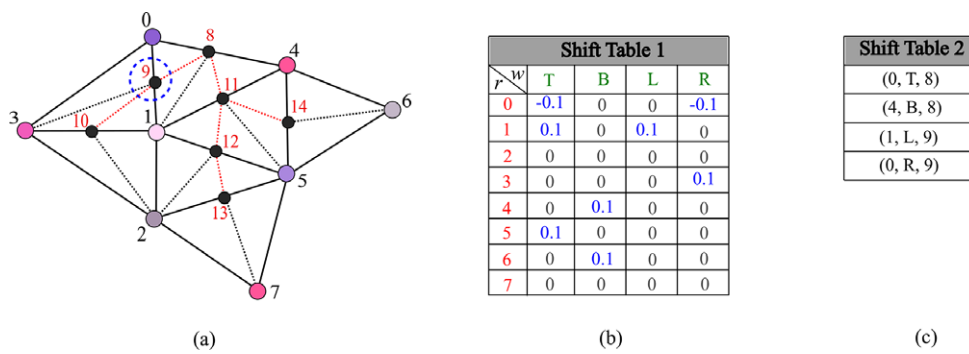 0
8
4
9
11
14
6
3
10
1
12
5
2
13
7
(a)
Shift Table 1
r w T B L R
0 -0.1 0 0 -0.1
1 0.1 0 0.1 0
2 0 0 0 0
3 0 0 0 0.1
4 0 0.1 0 0
5 0.1 0 0 0
6 0 0.1 0 0
7 0 0 0 0
(b)
Shift Table 2
(0, T, 8)
(4, B, 8)
(1, L, 9)
(0, R, 9)
(c)